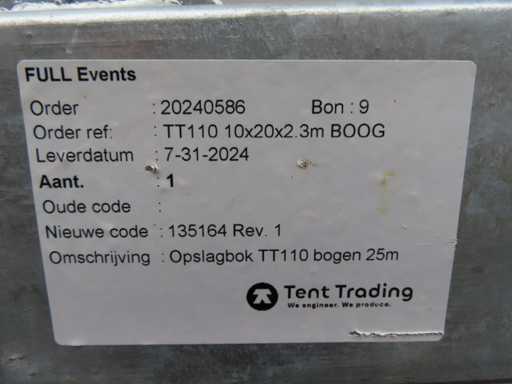 FULL Events
Order : 20240586 Bon : 9
Order ref: : TT110 10x20x2.3m BOOG
Leverdatum : 7-31-2024
Aant. : 1
Oude code :
Nieuwe code : 135164 Rev. 1
Omschrijving : Opslagbok TT110 bogen 25m
Tent Trading
We engineer. We produce.